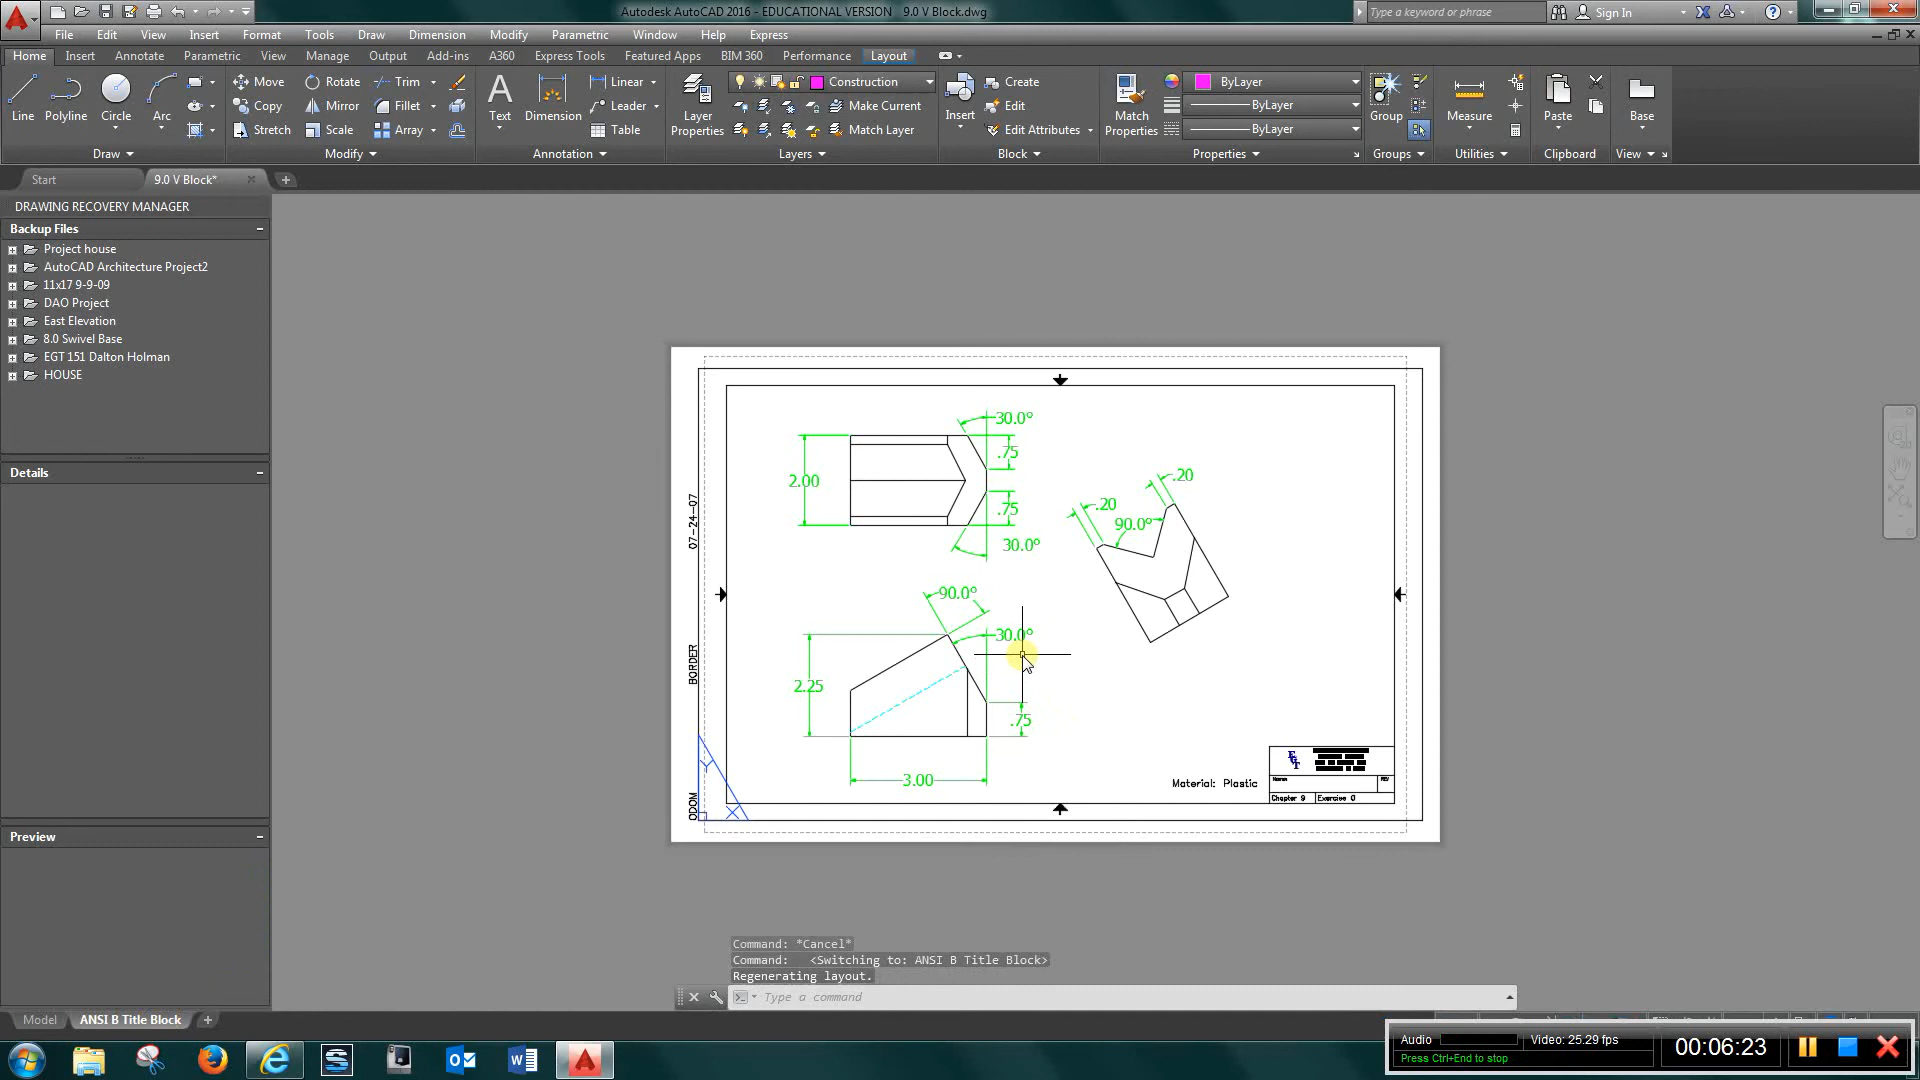 Autodesk AutoCAD 2016 - EDUCATIONAL VERSION 9.0 V Block.dwg
Type a keyword or phrase
Sign In
File Edit View Insert Format Tools Draw Dimension Modify Parametric Window Help Express
Home Insert Annotate Parametric View Manage Output Add-ins A360 Express Tools Featured Apps BIM 360 Performance Layout
Line Polyline Circle Arc
Move Rotate Trim
Copy Mirror Fillet
Stretch Scale Array
Text Dimension
Linear
Leader
Table
Layer Properties
Construction
Make Current
Match Layer
Insert
Create
Edit
Edit Attributes
Match Properties
ByLayer
ByLayer
ByLayer
Group
Measure
Paste
Base
Draw Modify Annotation Layers Block Properties Groups Utilities Clipboard View
Start
9.0 V Block*
DRAWING RECOVERY MANAGER
Backup Files
Project house
AutoCAD Architecture Project2
11x17 9-9-09
DAO Project
East Elevation
8.0 Swivel Base
EGT 151 Dalton Holman
HOUSE
Details
Preview
07-24-07
BORDER
ODOM
30.0°
.75
2.00
.75
30.0°
.20
.20
90.0°
90.0°
30.0°
2.25
.75
3.00
Y
X
Material: Plastic
EGT
Name
REV
Chapter 9
Exercise 0
Command: *Cancel*
Command: <Switching to: ANSI B Title Block>
Regenerating layout.
Type a command
Model ANSI B Title Block
Audio
Video: 25.29 fps
Press Ctrl+End to stop
00:06:23